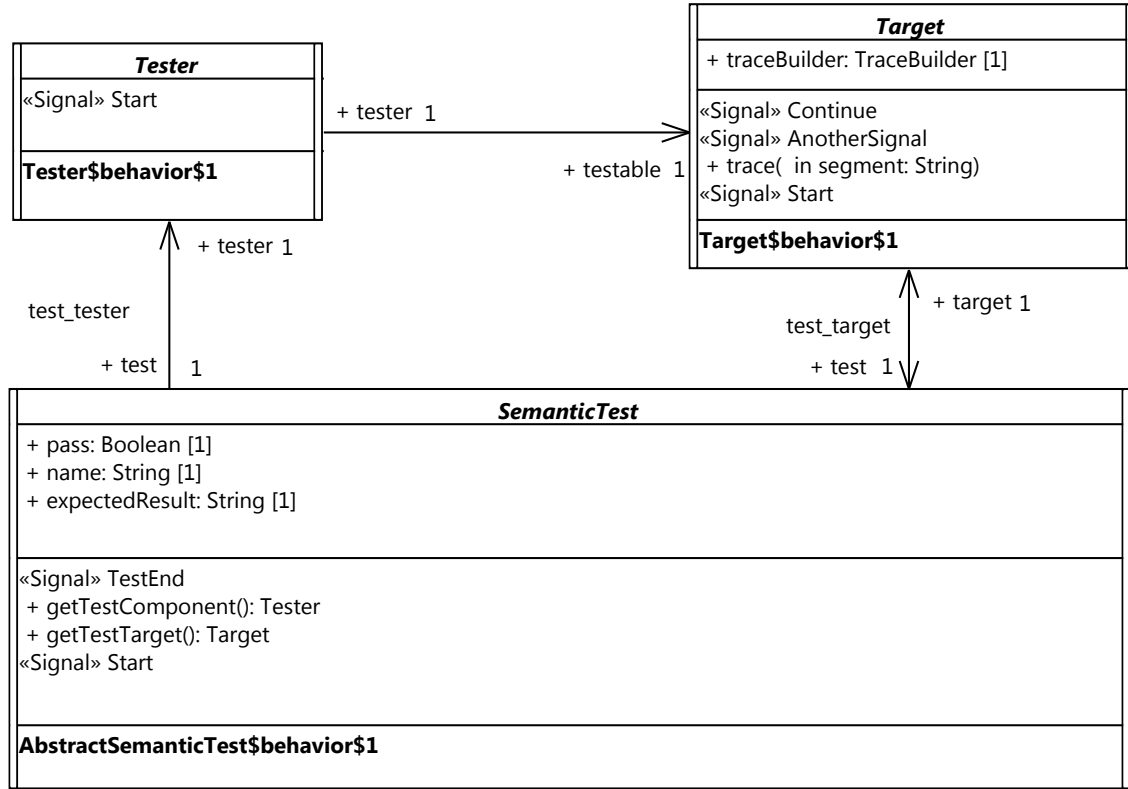 Tester
«Signal» Start
Tester$behavior$1
+ tester 1
+ testable 1
Target
+ traceBuilder: TraceBuilder [1]
«Signal» Continue
«Signal» AnotherSignal
+ trace( in segment: String)
«Signal» Start
Target$behavior$1
+ tester 1
test_tester
+ test 1
+ target 1
test_target
+ test 1
SemanticTest
+ pass: Boolean [1]
+ name: String [1]
+ expectedResult: String [1]
«Signal» TestEnd
+ getTestComponent(): Tester
+ getTestTarget(): Target
«Signal» Start
AbstractSemanticTest$behavior$1